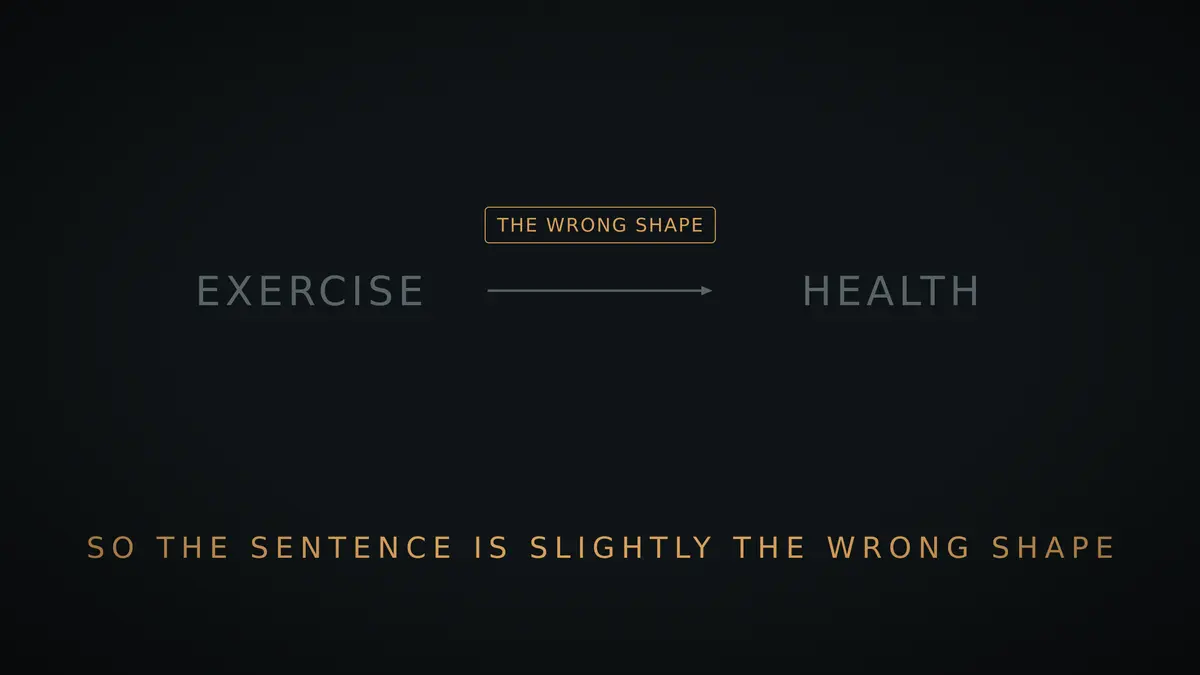 THE WRONG SHAPE
EXERCISE HEALTH
SO THE SENTENCE IS SLIGHTLY THE WRONG SHAPE